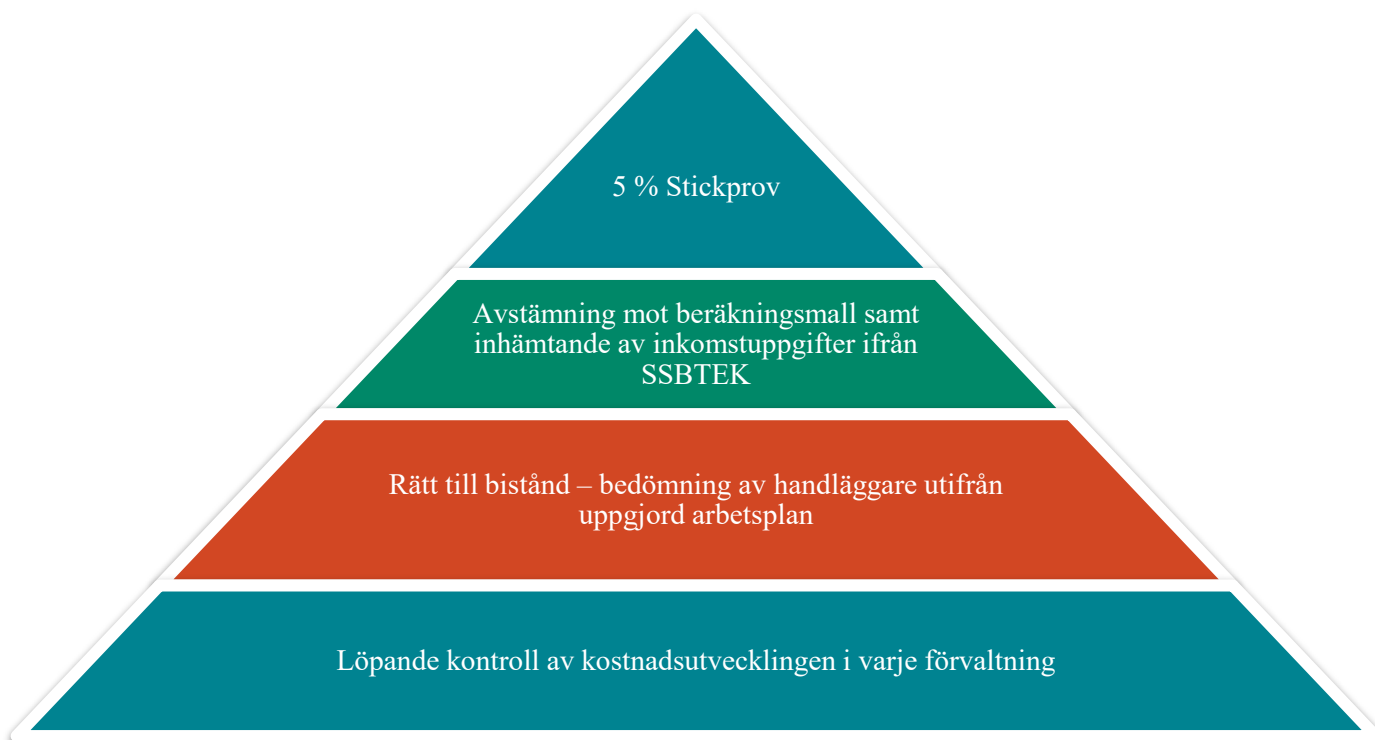 5 % Stickprov
Avstämning mot beräkningsmall samt
inhämtande av inkomstuppgifter ifrån
SSBTEK
Rätt till bistånd – bedömning av handläggare utifrån
uppgjord arbetsplan
Löpande kontroll av kostnadsutvecklingen i varje förvaltning